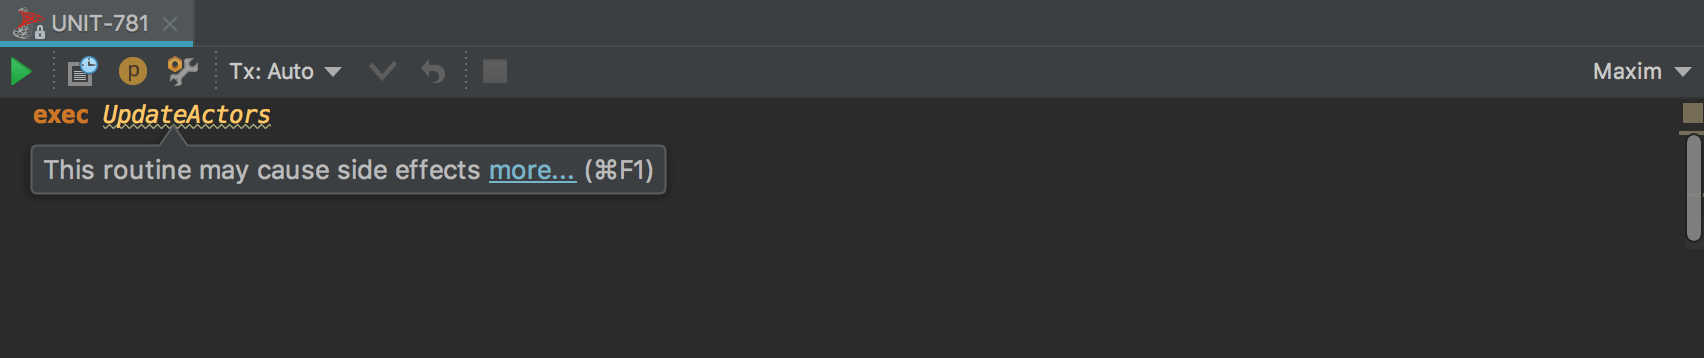 UNIT-781
p Tx: Auto Maxim
exec UpdateActors
This routine may cause side effects more... (⌘F1)